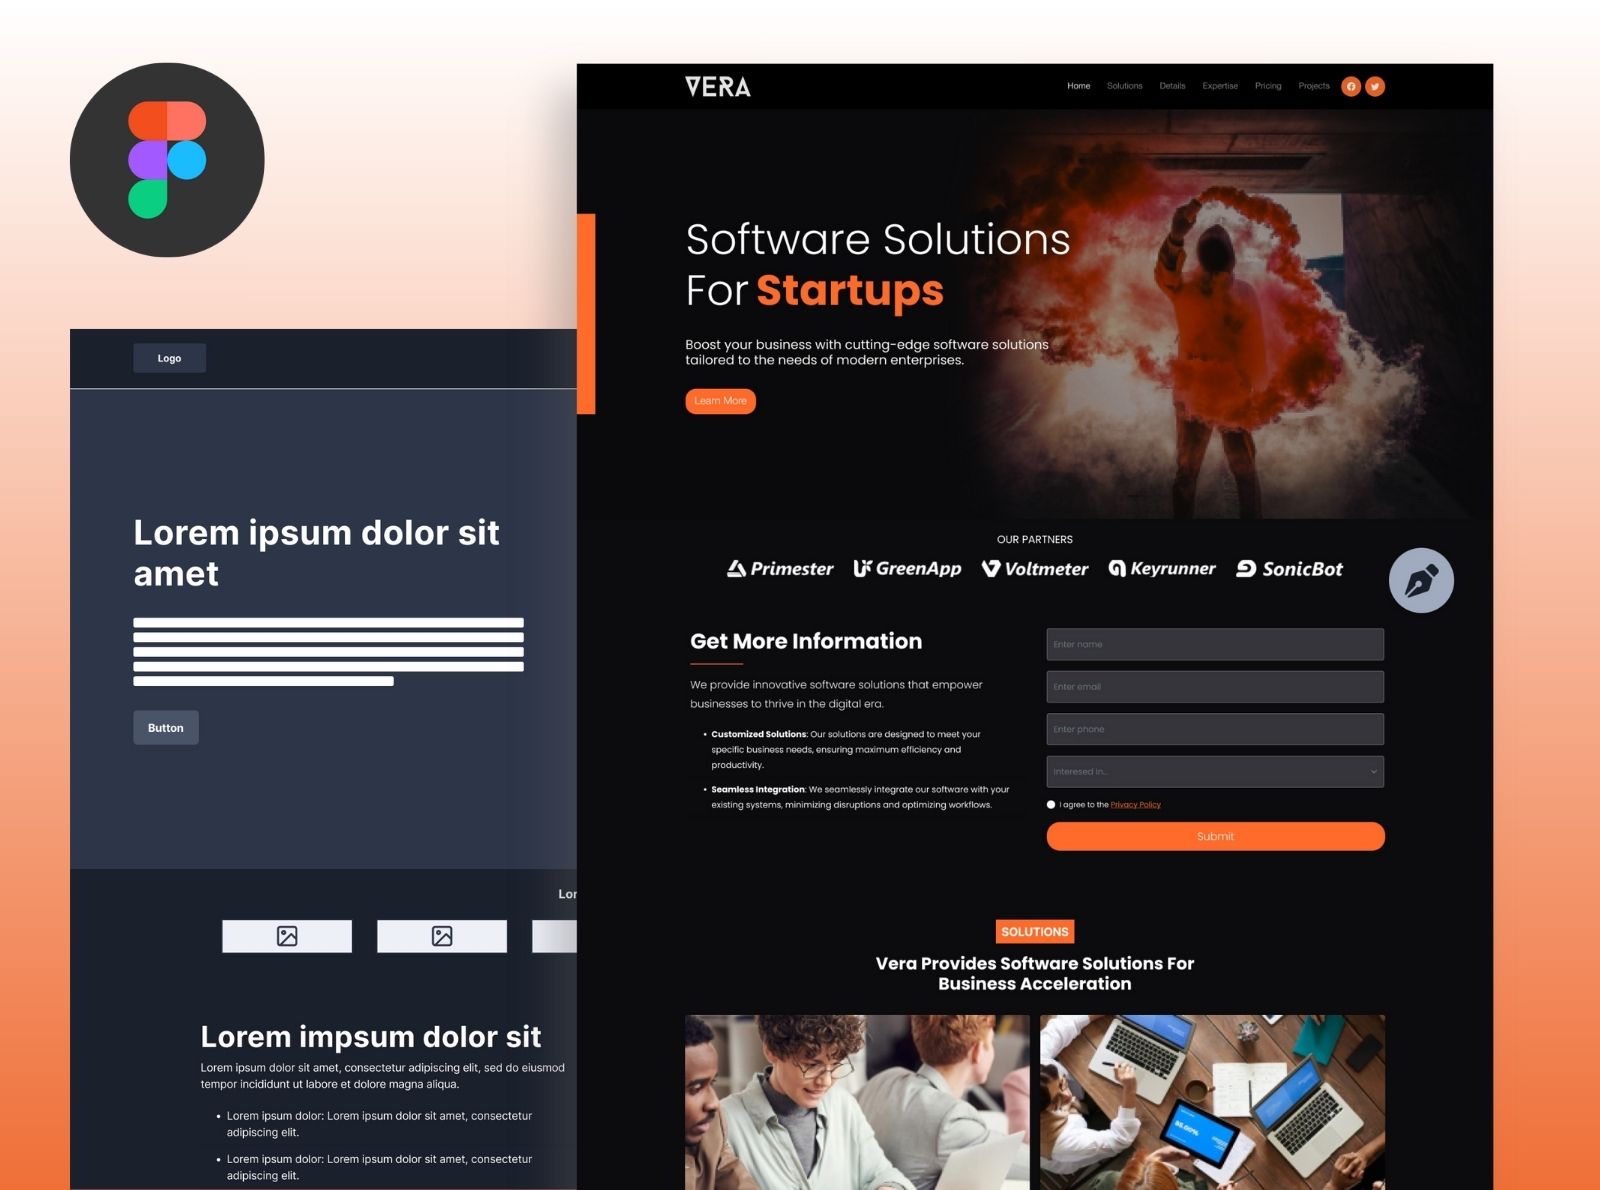 VERA
Home Solutions Details Expertise Pricing Projects
Software Solutions
For Startups
Boost your business with cutting-edge software solutions
tailored to the needs of modern enterprises.
Learn More
OUR PARTNERS
Primester GreenApp Voltmeter Keyrunner SonicBot
Get More Information
We provide innovative software solutions that empower
businesses to thrive in the digital era.
• Customized Solutions: Our solutions are designed to meet your
specific business needs, ensuring maximum efficiency and
productivity.
• Seamless Integration: We seamlessly integrate our software with your
existing systems, minimizing disruptions and optimizing workflows.
Enter name
Enter email
Enter phone
Interesed in...
I agree to the Privacy Policy
Submit
SOLUTIONS
Vera Provides Software Solutions For
Business Acceleration
Logo
Lorem ipsum dolor sit
amet
Button
Lor
Lorem impsum dolor sit
Lorem ipsum dolor sit amet, consectetur adipiscing elit, sed do eiusmod
tempor incididunt ut labore et dolore magna aliqua.
• Lorem ipsum dolor: Lorem ipsum dolor sit amet, consectetur
adipiscing elit.
• Lorem ipsum dolor: Lorem ipsum dolor sit amet, consectetur
adipiscing elit.